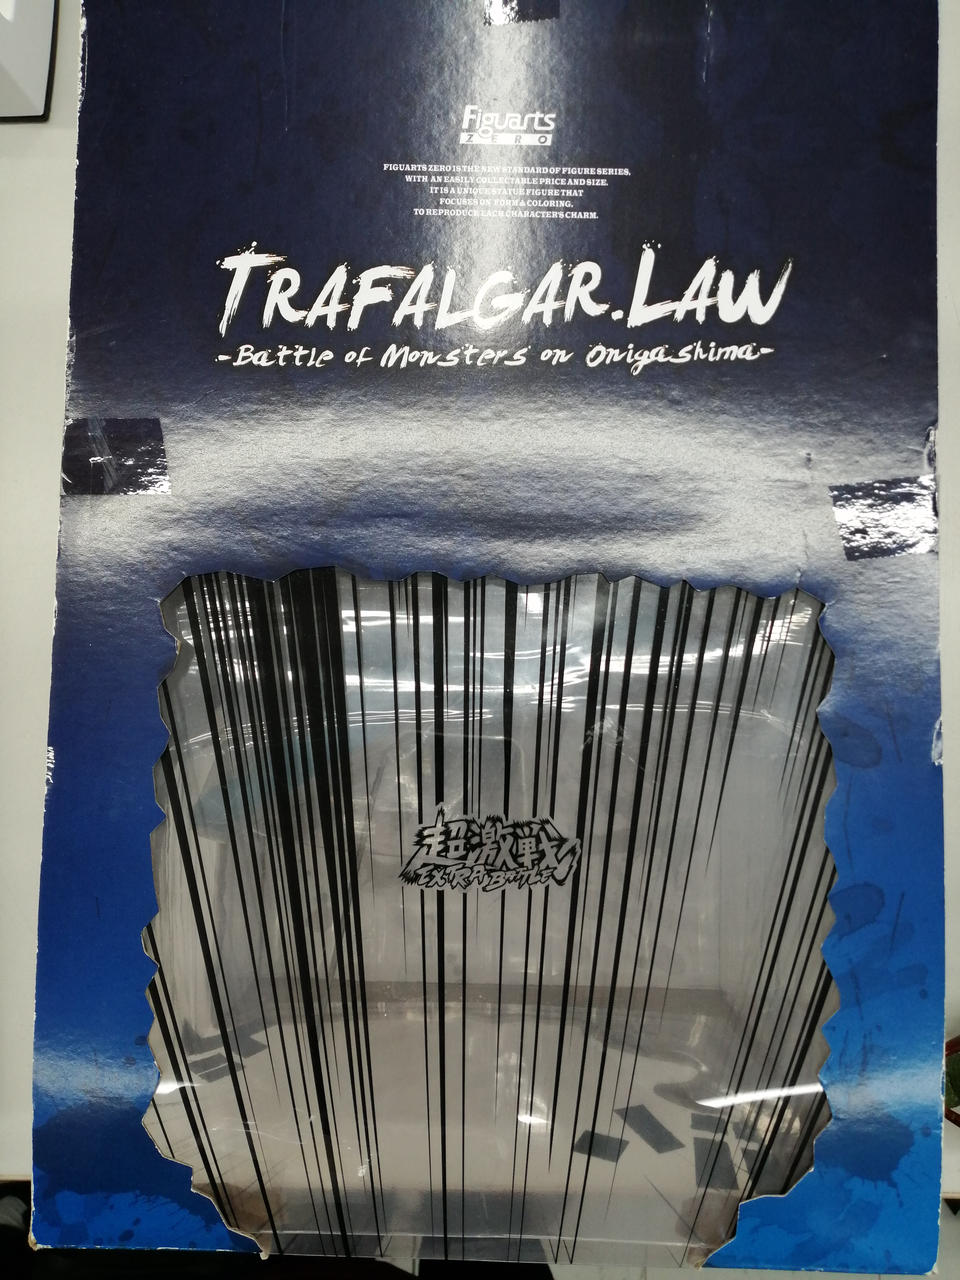 Figuarts
ZERO
FIGUARTS ZERO IS THE NEW STANDARD OF FIGURE SERIES,
WITH AN EASILY COLLECTABLE PRICE AND SIZE.
IT IS A UNIQUE STATUE FIGURE THAT
FOCUSES ON FORM & COLORING,
TO REPRODUCE EACH CHARACTER'S CHARM.
TRAFALGAR.LAW
-Battle of Monsters on Onigashima-
超激戦
EXTRA BATTLE